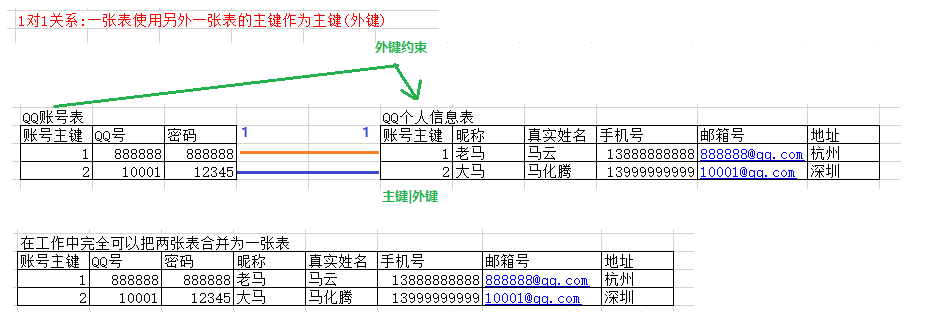 1对1关系:一张表使用另外一张表的主键作为主键(外键)
外键约束
QQ账号表 QQ个人信息表
账号主键 QQ号 密码 1 1 账号主键 昵称 真实姓名 手机号 邮箱号 地址
1 888888 888888 1 老马 马云 13888888888 888888@qq.com 杭州
2 10001 12345 2 大马 马化腾 13999999999 10001@qq.com 深圳
主键|外键
在工作中完全可以把两张表合并为一张表
账号主键 QQ号 密码 昵称 真实姓名 手机号 邮箱号 地址
1 888888 888888 老马 马云 13888888888 888888@qq.com 杭州
2 10001 12345 大马 马化腾 13999999999 10001@qq.com 深圳